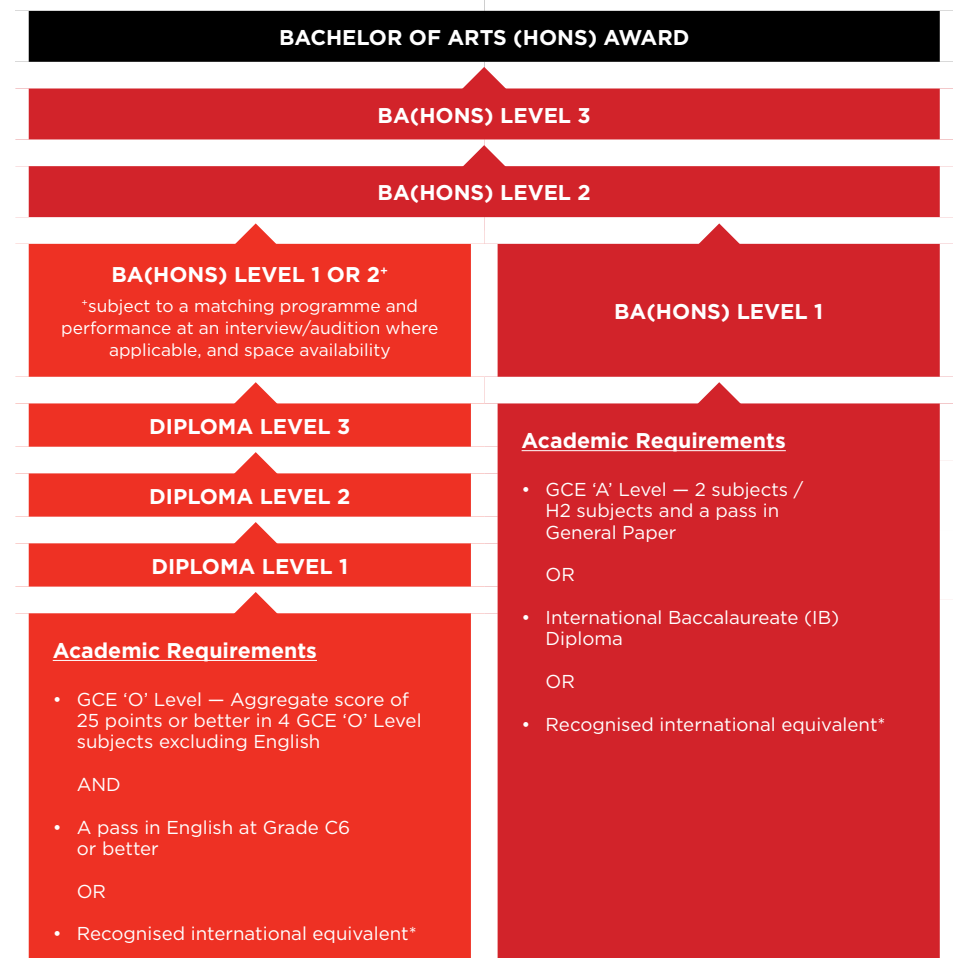 BACHELOR OF ARTS (HONS) AWARD
BA(HONS) LEVEL 3
BA(HONS) LEVEL 2
BA(HONS) LEVEL 1 OR 2⁺
⁺subject to a matching programme and
performance at an interview/audition where
applicable, and space availability
DIPLOMA LEVEL 3
DIPLOMA LEVEL 2
DIPLOMA LEVEL 1
Academic Requirements
• GCE ‘O’ Level — Aggregate score of
25 points or better in 4 GCE ‘O’ Level
subjects excluding English
AND
• A pass in English at Grade C6
or better
OR
• Recognised international equivalent*
BA(HONS) LEVEL 1
Academic Requirements
• GCE ‘A’ Level — 2 subjects /
H2 subjects and a pass in
General Paper
OR
• International Baccalaureate (IB)
Diploma
OR
• Recognised international equivalent*